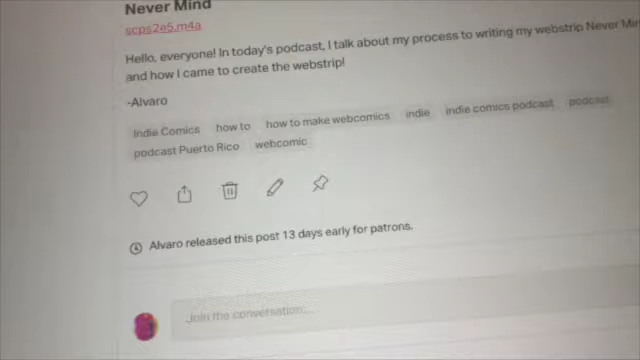 Never Mind
scps2e5.m4a
Hello, everyone! In today's podcast, I talk about my process to writing my webstrip Never
and how I came to create the webstrip!
-Alvaro
Indie Comics how to how to make webcomics indie indie comics podcast podcast
podcast Puerto Rico webcomic
Alvaro released this post 13 days early for patrons.
Join the conversation...